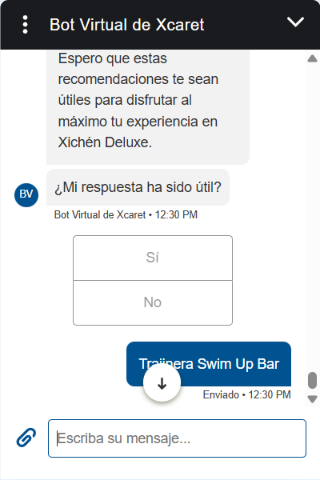 Bot Virtual de Xcaret
Espero que estas
recomendaciones te sean
útiles para disfrutar al
máximo tu experiencia en
Xichén Deluxe.
¿Mi respuesta ha sido útil?
BV
Bot Virtual de Xcaret • 12:30 PM
Sí
No
Trajinera Swim Up Bar
Enviado • 12:30 PM
Escriba su mensaje...